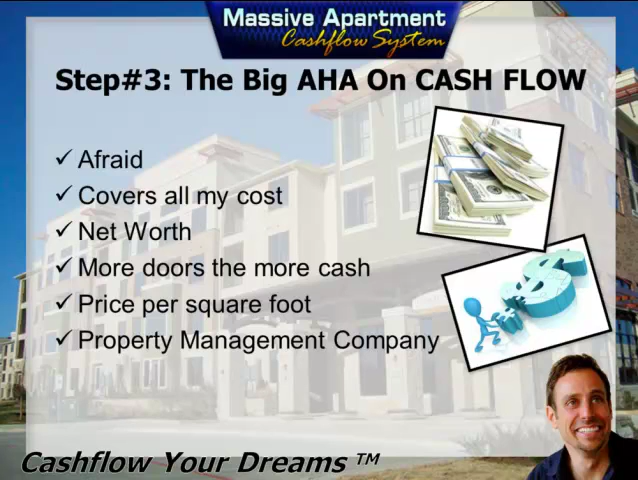 Massive Apartment
Cashflow System
Step#3: The Big AHA On CASH FLOW
✓ Afraid
✓ Covers all my cost
✓ Net Worth
✓ More doors the more cash
✓ Price per square foot
✓ Property Management Company
Cashflow Your Dreams ™